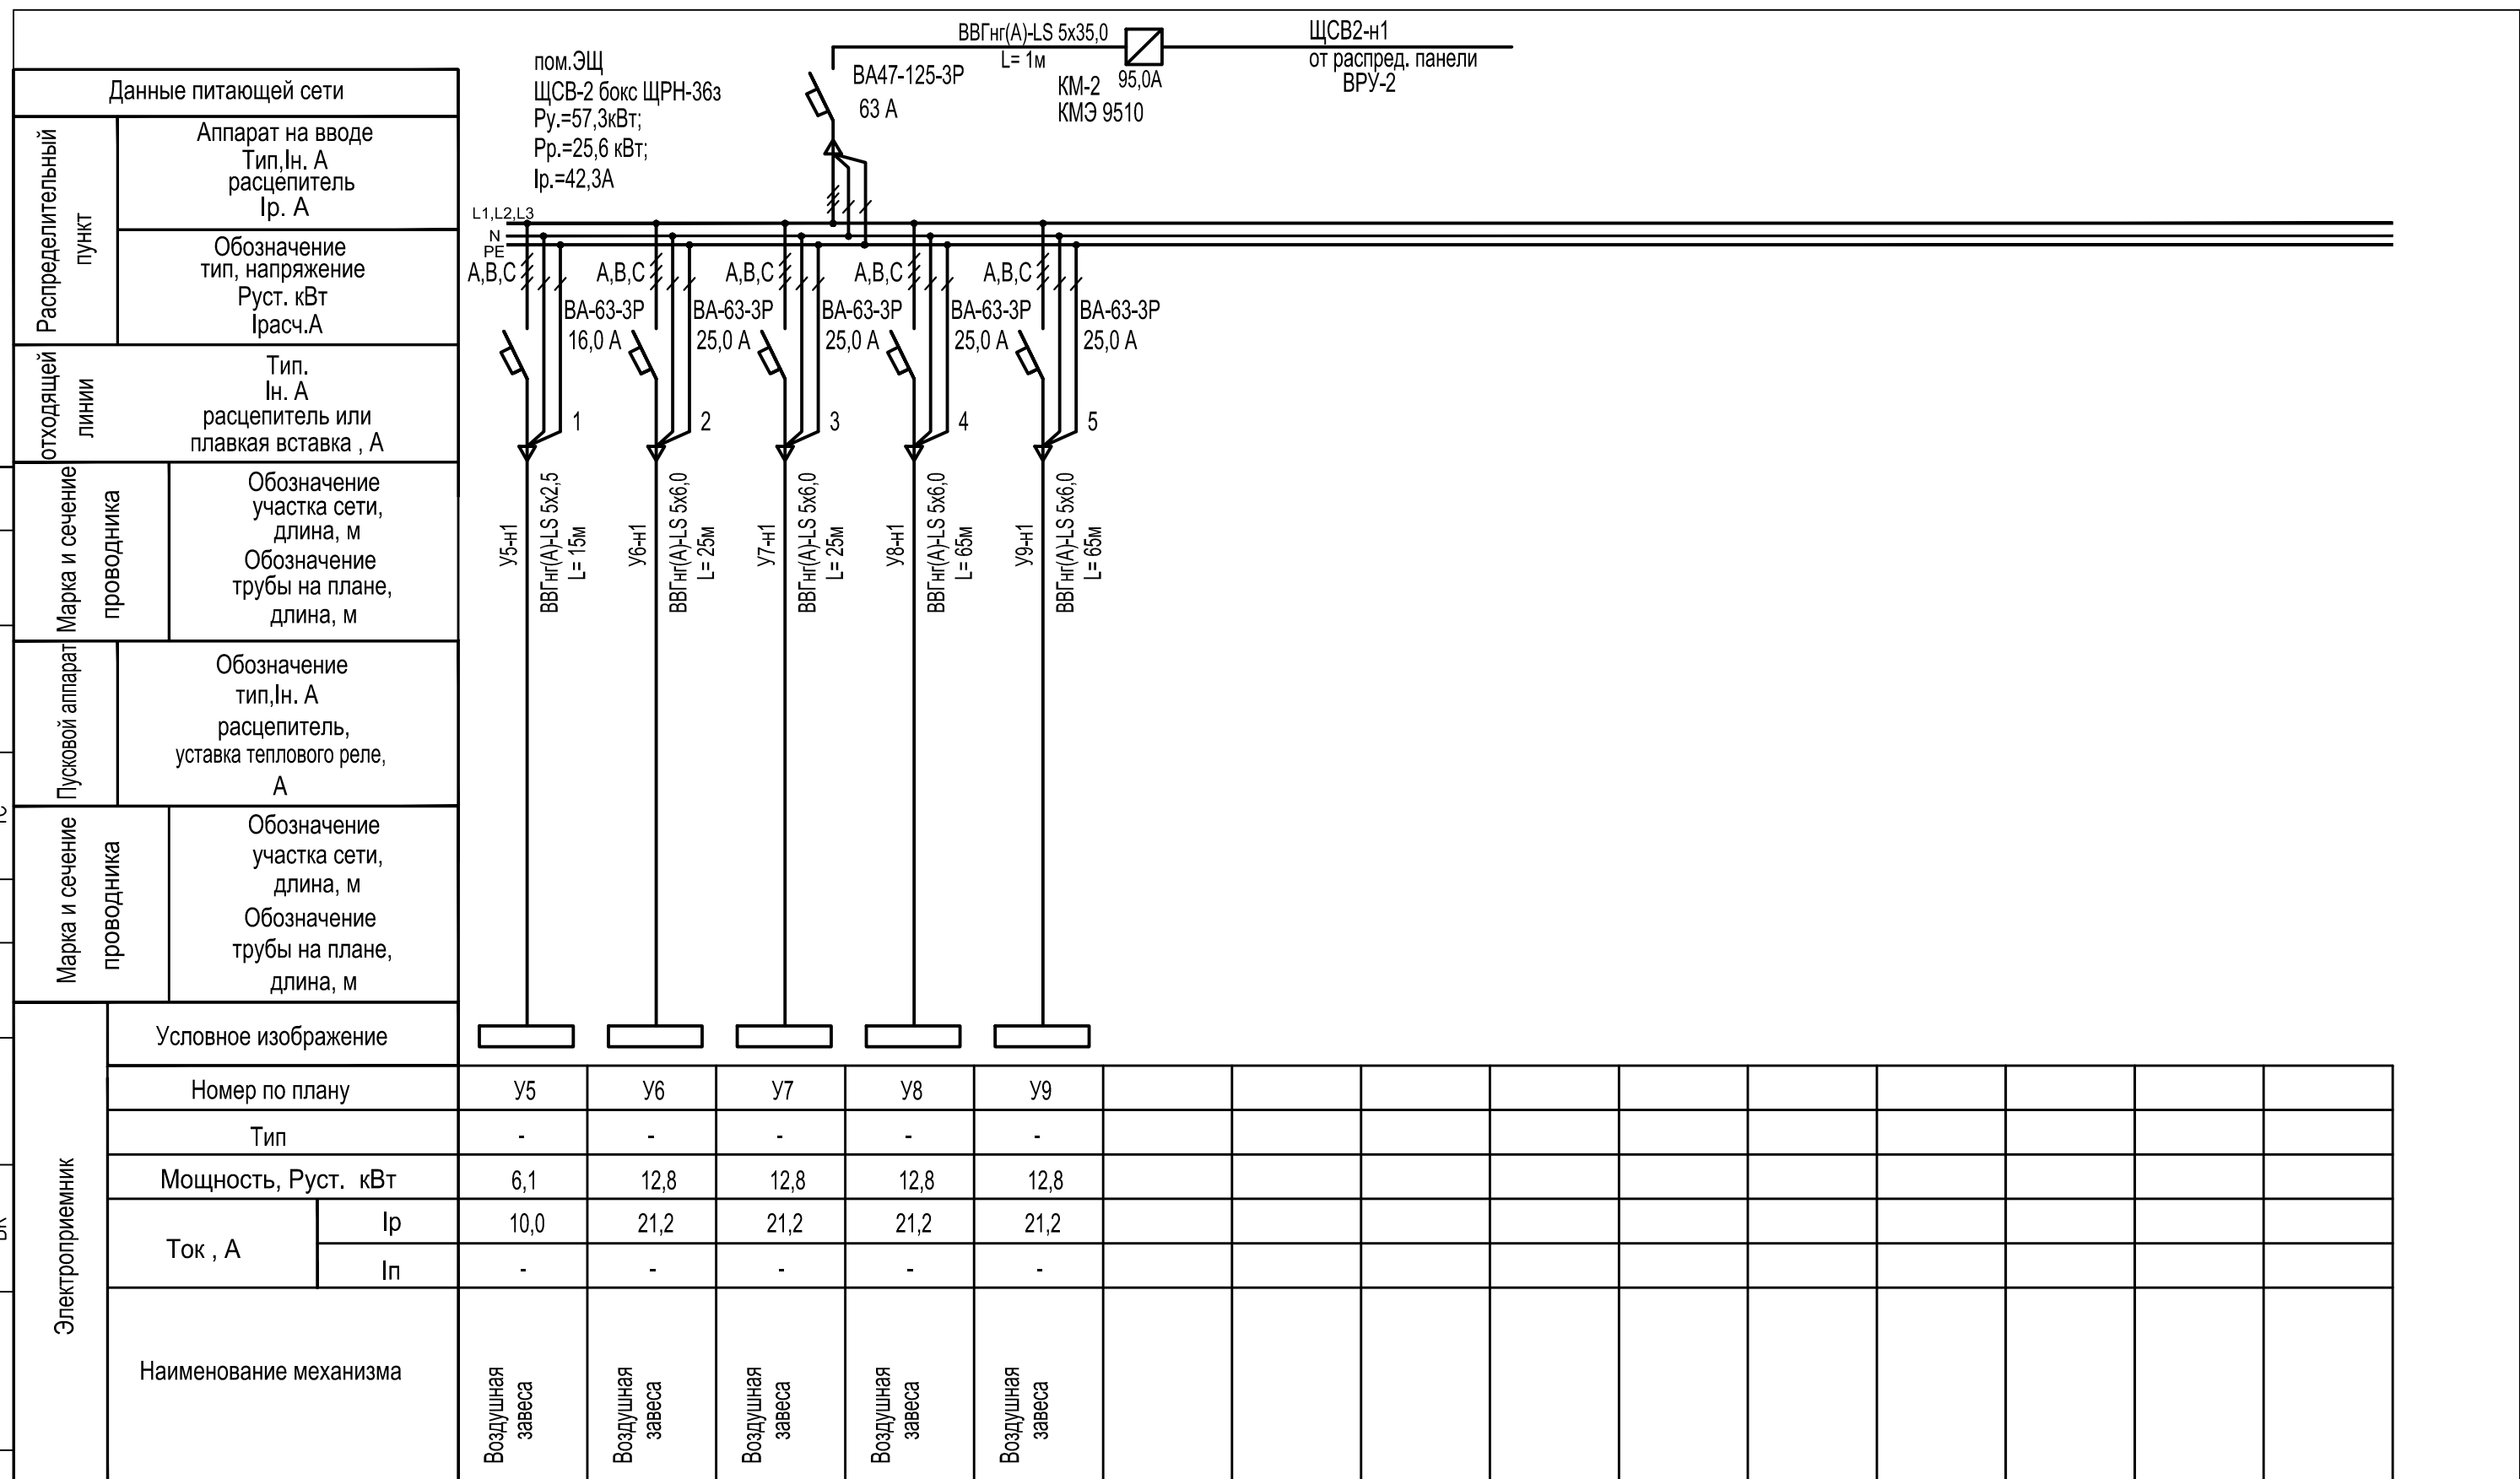 ВВГнг(А)-LS 5х35,0
L= 1м
ЩСВ2-н1
от распред. панели
ВРУ-2
95,0А
КМ-2
КМЭ 9510
ВА47-125-3Р
63 А
пом.ЭЩ
ЩСВ-2 бокс ЩРН-36з
Ру.=57,3кВт;
Рр.=25,6 кВт;
Iр.=42,3А
Данные питающей сети
Распределительный
пункт
Аппарат на вводе
Тип,Iн. А
расцепитель
Iр. А
Обозначение
тип, напряжение
Руст. кВт
Iрасч.А
L1,L2,L3
N
PE
А,В,С
А,В,С
А,В,С
А,В,С
А,В,С
ВА-63-3Р
16,0 А
ВА-63-3Р
25,0 А
ВА-63-3Р
25,0 А
ВА-63-3Р
25,0 А
ВА-63-3Р
25,0 А
отходящей
линии
Тип.
Iн. А
расцепитель или
плавкая вставка , А
1
2
3
4
5
Марка и сечение
проводника
Обозначение
участка сети,
длина, м
Обозначение
трубы на плане,
длина, м
У5-н1
ВВГнг(А)-LS 5х2,5
L= 15м
У6-н1
ВВГнг(А)-LS 5х6,0
L= 25м
У7-н1
ВВГнг(А)-LS 5х6,0
L= 25м
У8-н1
ВВГнг(А)-LS 5х6,0
L= 65м
У9-н1
ВВГнг(А)-LS 5х6,0
L= 65м
Пусковой аппарат
Обозначение
тип,Iн. А
расцепитель,
уставка теплового реле,
А
Марка и сечение
проводника
Обозначение
участка сети,
длина, м
Обозначение
трубы на плане,
длина, м
Электроприемник
Условное изображение
Номер по плану У5 У6 У7 У8 У9
Тип - - - - -
Мощность, Руст. кВт 6,1 12,8 12,8 12,8 12,8
Ток , А
Iр 10,0 21,2 21,2 21,2 21,2
Iп - - - - -
Наименование механизма
Воздушная
завеса
Воздушная
завеса
Воздушная
завеса
Воздушная
завеса
Воздушная
завеса